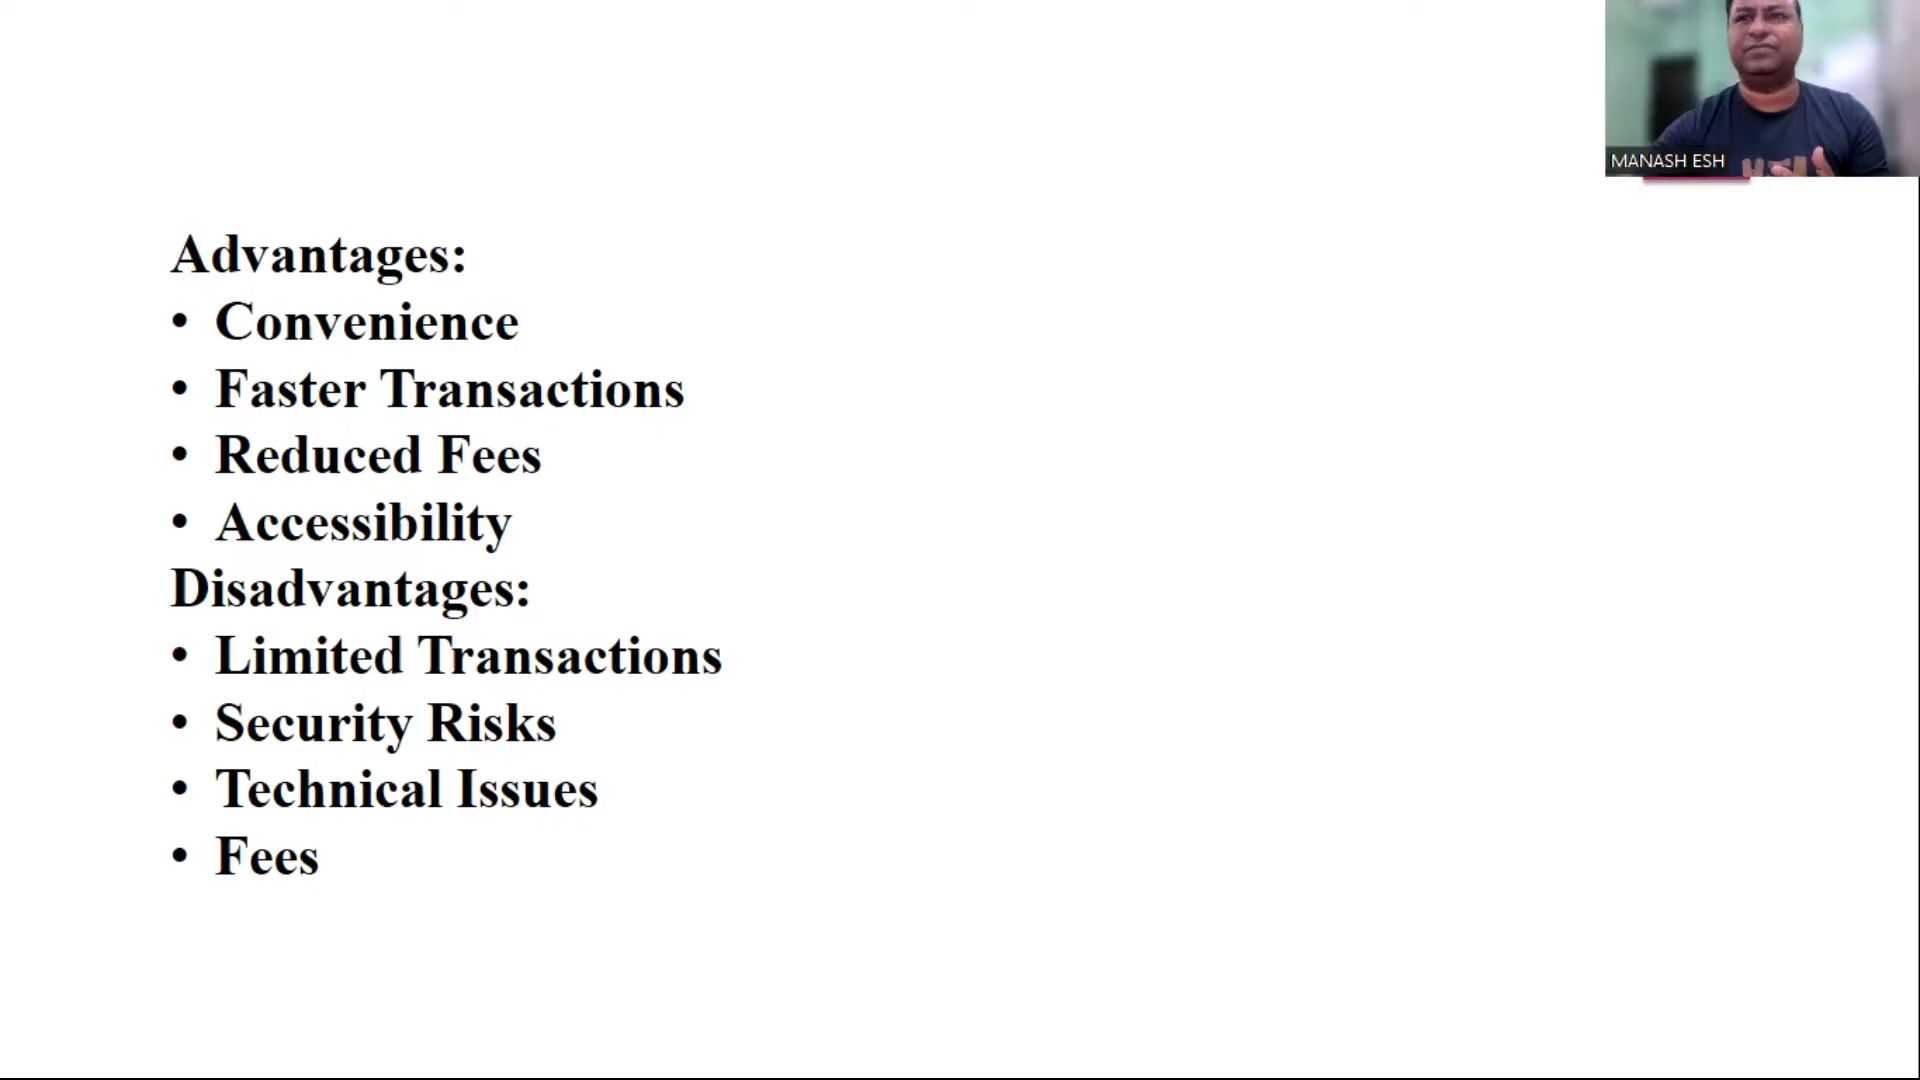 MANASH ESH
Advantages:
• Convenience
• Faster Transactions
• Reduced Fees
• Accessibility
Disadvantages:
• Limited Transactions
• Security Risks
• Technical Issues
• Fees